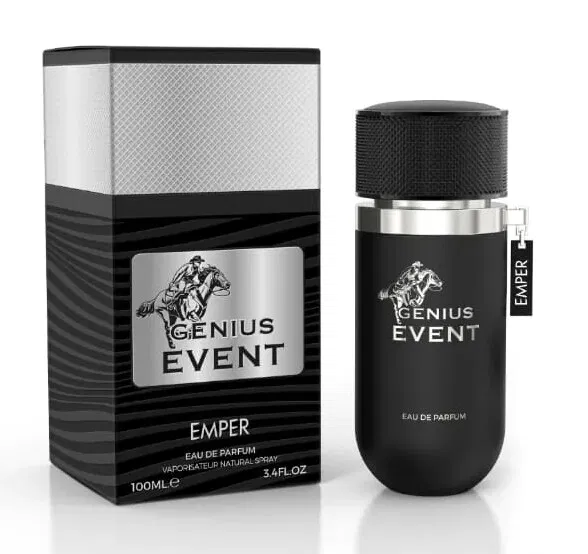 GENIUS
EVENT
EMPER
EAU DE PARFUM
VAPORISATEUR NATURAL SPRAY
100ML.e
3.4FL.OZ
EMPER
GENIUS
EVENT
EAU DE PARFUM